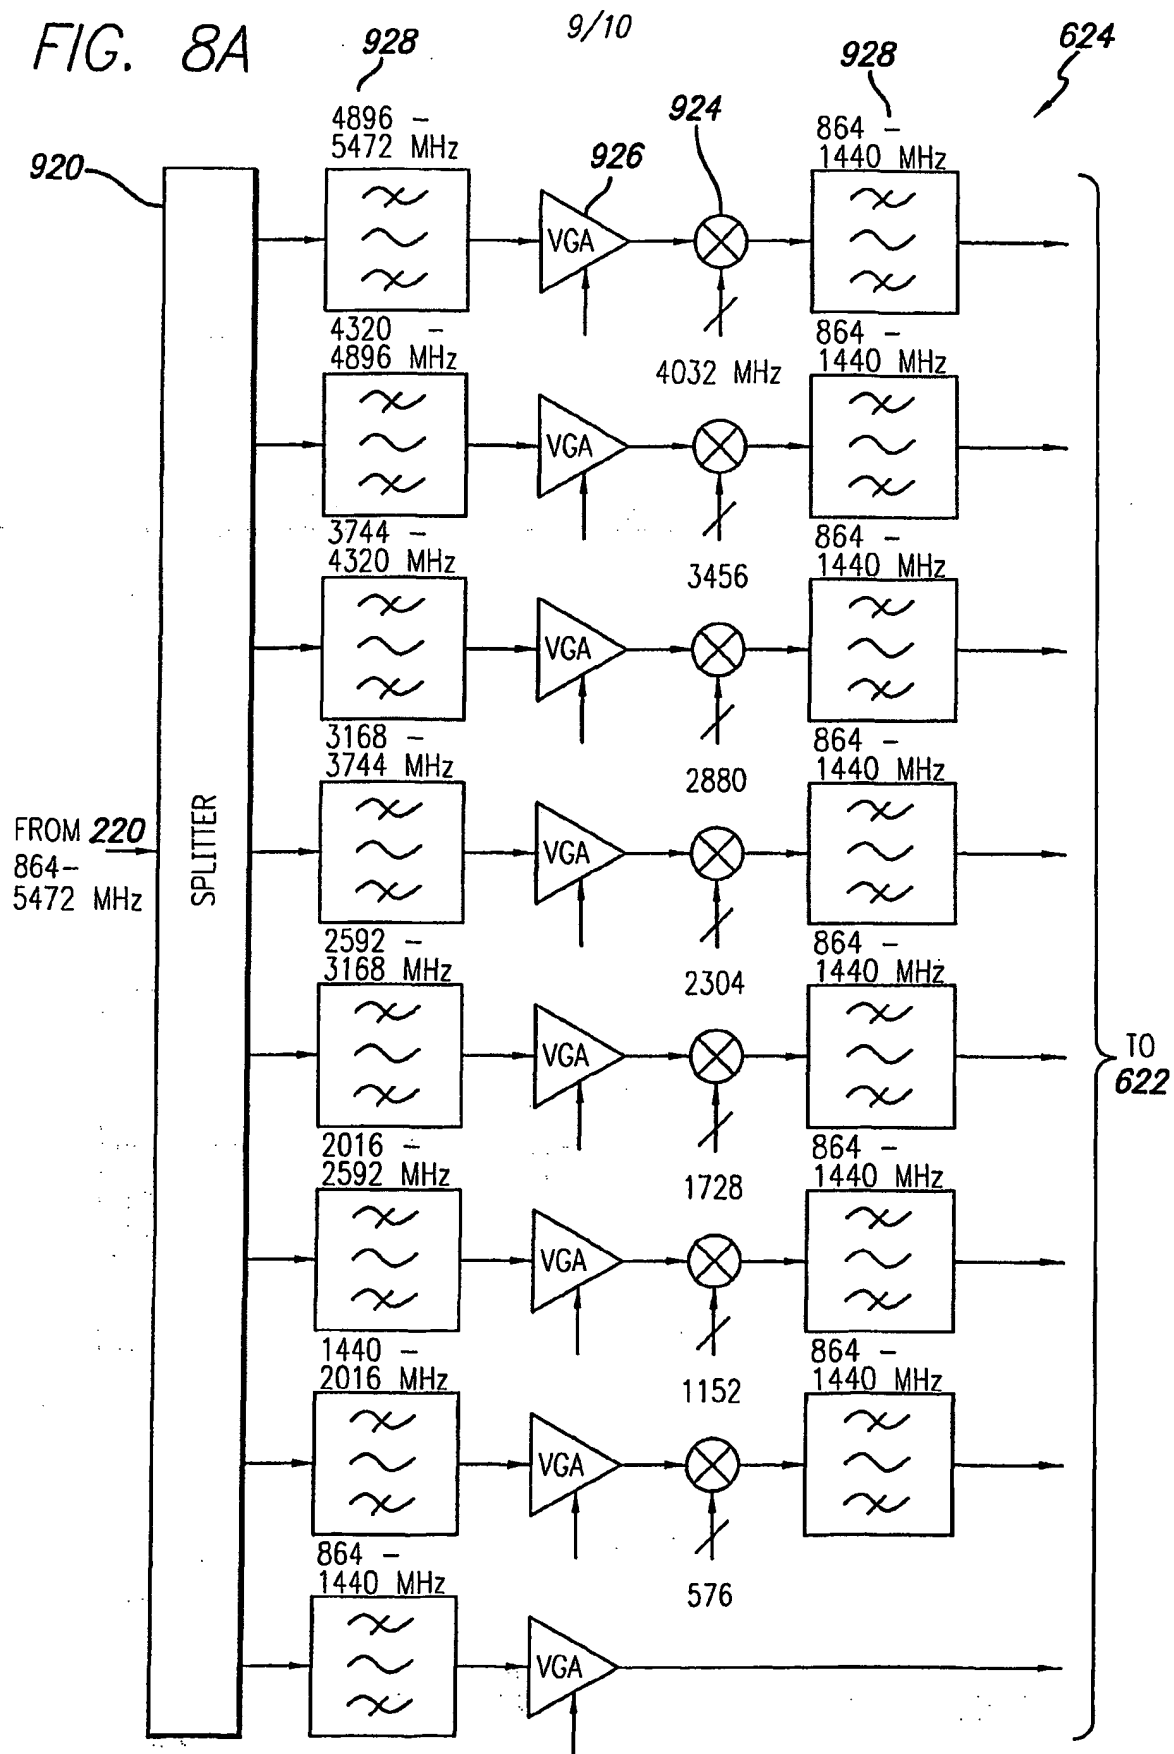 FIG. 8A
9/10
928
928
624
924
920
926
4896 -
5472 MHz
864 -
1440 MHz
VGA
4032 MHz
4320 -
4896 MHz
864 -
1440 MHz
VGA
3456
3744 -
4320 MHz
864 -
1440 MHz
VGA
2880
3168 -
3744 MHz
864 -
1440 MHz
FROM 220
864-
5472 MHz
SPLITTER
VGA
2304
2592 -
3168 MHz
864 -
1440 MHz
VGA
1728
TO
622
2016 -
2592 MHz
864 -
1440 MHz
VGA
1152
1440 -
2016 MHz
864 -
1440 MHz
VGA
576
864 -
1440 MHz
VGA